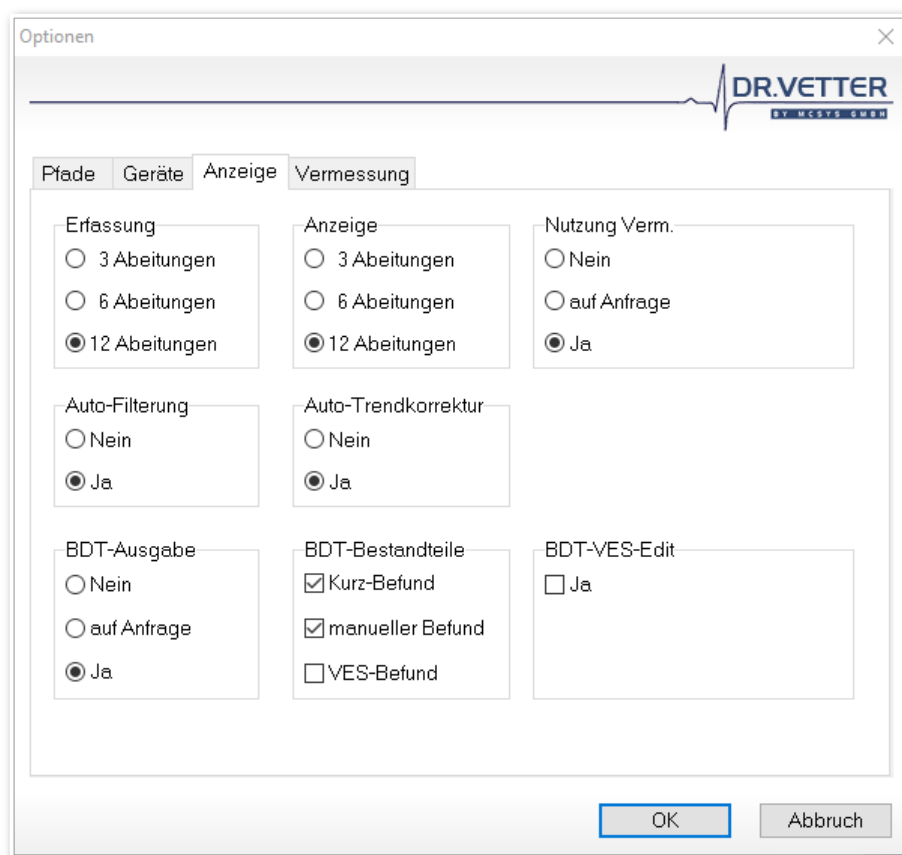 Optionen
DR.VETTER
BY MCSYS GMBH
Pfade Geräte Anzeige Vermessung
Erfassung Anzeige Nutzung Verm.
3 Abeitungen 3 Abeitungen Nein
6 Abeitungen 6 Abeitungen auf Anfrage
12 Abeitungen 12 Abeitungen Ja
Auto-Filterung Auto-Trendkorrektur
Nein Nein
Ja Ja
BDT-Ausgabe BDT-Bestandteile BDT-VES-Edit
Nein Kurz-Befund Ja
auf Anfrage manueller Befund
Ja VES-Befund
OK Abbruch